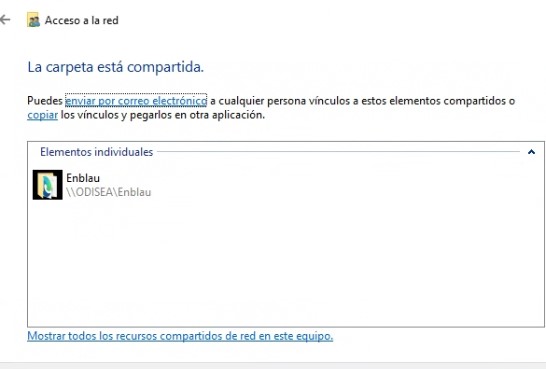 Acceso a la red
La carpeta está compartida.
Puedes enviar por correo electrónico a cualquier persona vínculos a estos elementos compartidos o
copiar los vínculos y pegarlos en otra aplicación.
Elementos individuales
Enblau
\\ODISEA\Enblau
Mostrar todos los recursos compartidos de red en este equipo.